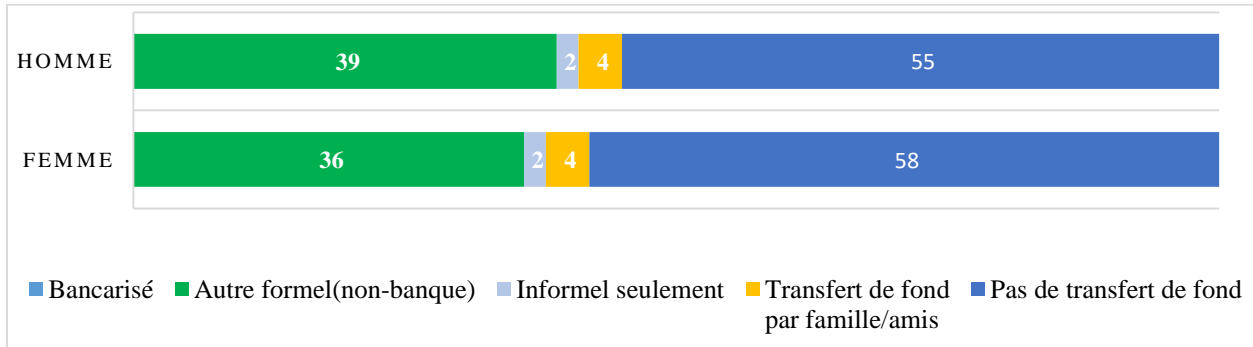 HOMME
39 2 4 55
FEMME
36 2 4 58
Bancarisé Autre formel(non-banque) Informel seulement Transfert de fond par famille/amis Pas de transfert de fond